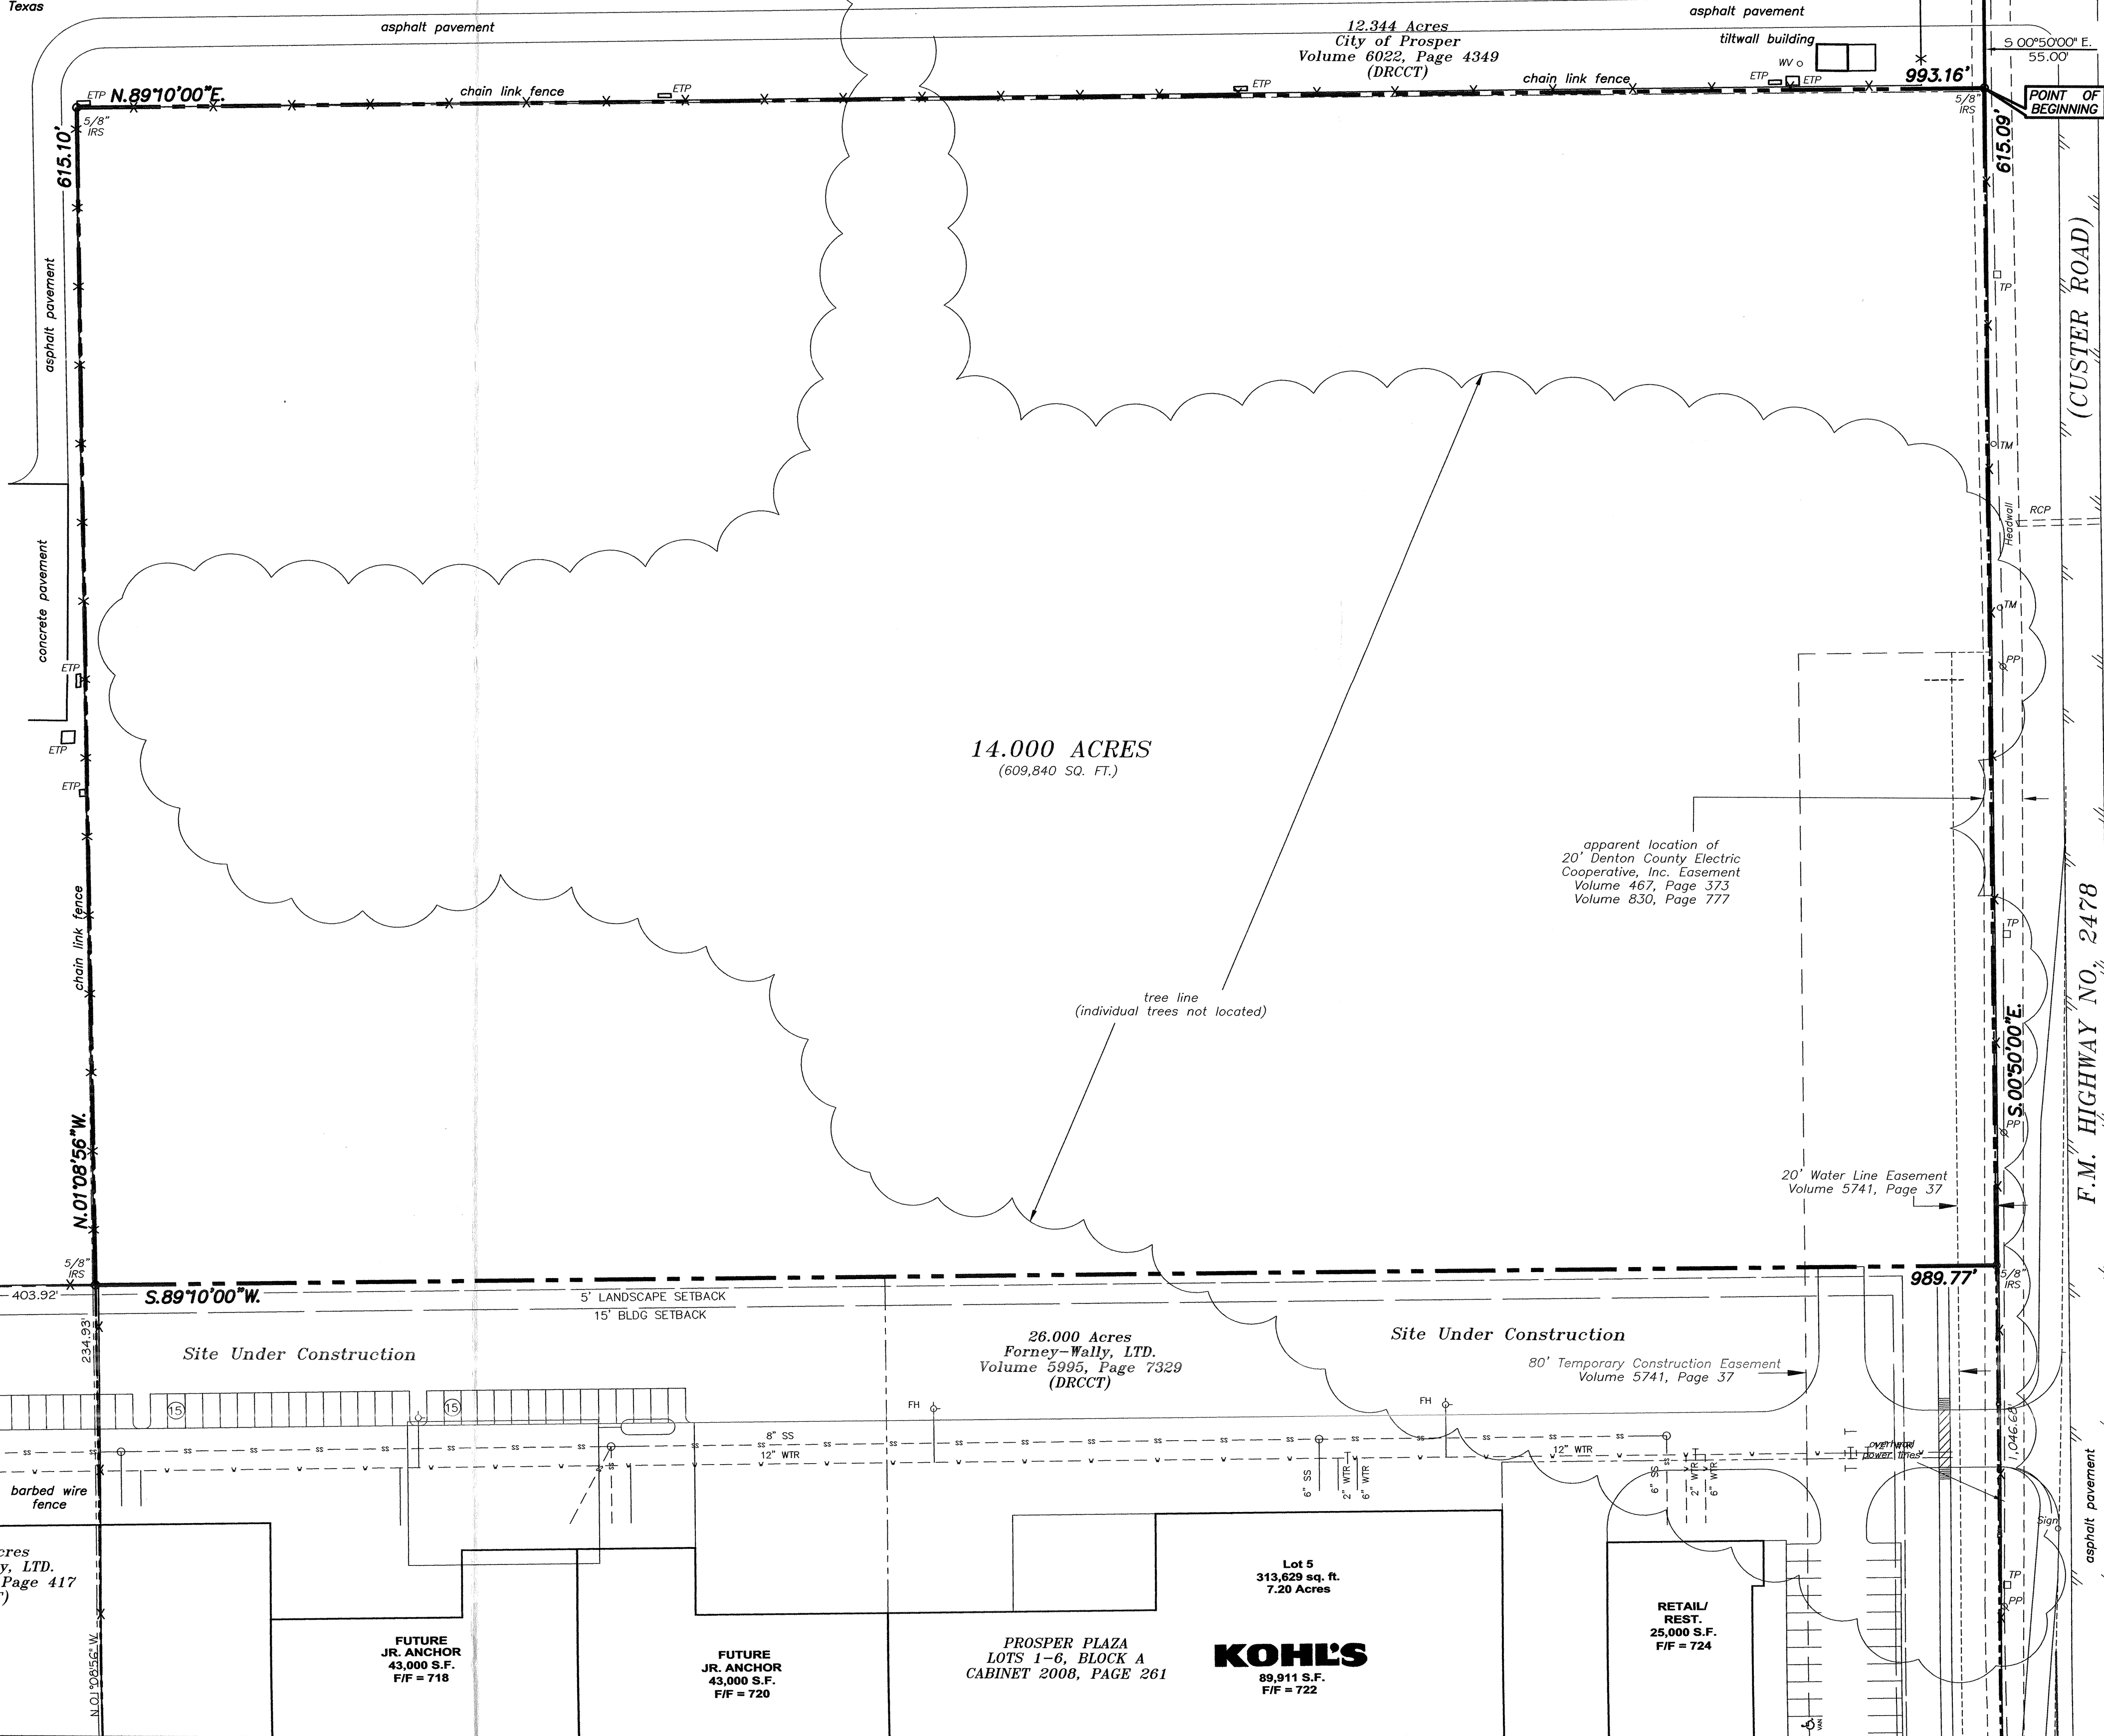 Texas
asphalt pavement
asphalt pavement
12.344 Acres
City of Prosper
Volume 6022, Page 4349
(DRCCT)
tiltwall building
S 00°50'00" E.
55.00'
WV
ETP
N.89°10'00"E.
chain link fence
ETP
ETP
chain link fence
ETP
ETP
993.16'
POINT OF
BEGINNING
5/8"
IRS
5/8"
IRS
615.10'
615.09'
asphalt pavement
TP
(CUSTER ROAD)
TM
RCP
Headwall
concrete pavement
TM
ETP
PP
ETP
ETP
14.000 ACRES
(609,840 SQ. FT.)
apparent location of
20' Denton County Electric
Cooperative, Inc. Easement
Volume 467, Page 373
Volume 830, Page 777
chain link fence
TP
F.M. HIGHWAY NO. 2478
tree line
(individual trees not located)
S.00°50'00"E.
N.01°08'56"W.
PP
20' Water Line Easement
Volume 5741, Page 37
5/8"
IRS
403.92'
S.89°10'00"W.
5' LANDSCAPE SETBACK
15' BLDG SETBACK
989.77'
5/8"
IRS
234.93'
Site Under Construction
26.000 Acres
Forney-Wally, LTD.
Volume 5995, Page 7329
(DRCCT)
Site Under Construction
80' Temporary Construction Easement
Volume 5741, Page 37
15
15
FH
FH
8" SS
12" WTR
12" WTR
overhead
power lines
1,046.68'
6" SS
2" WTR
6" WTR
6" SS
2" WTR
6" WTR
barbed wire
fence
Sign
asphalt pavement
cres
y, LTD.
Page 417
Lot 5
313,629 sq. ft.
7.20 Acres
TP
PP
N.01°08'56" W.
FUTURE
JR. ANCHOR
43,000 S.F.
F/F = 718
FUTURE
JR. ANCHOR
43,000 S.F.
F/F = 720
PROSPER PLAZA
LOTS 1-6, BLOCK A
CABINET 2008, PAGE 261
KOHL'S
89,911 S.F.
F/F = 722
RETAIL/
REST.
25,000 S.F.
F/F = 724
VAN